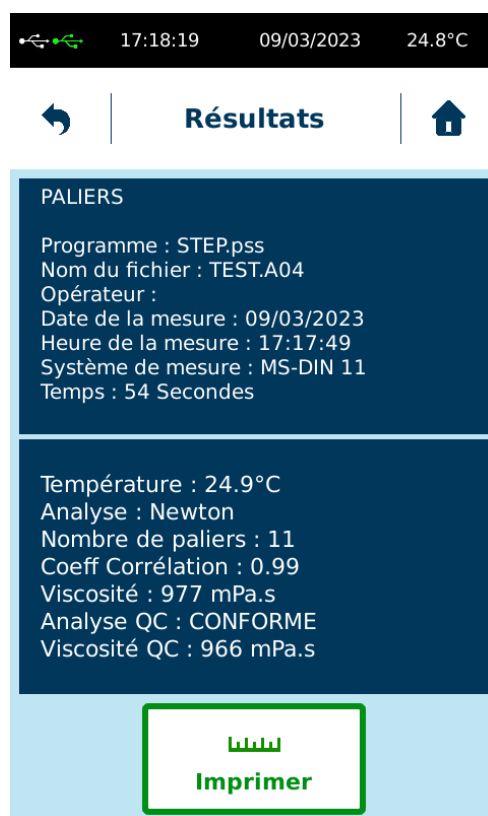 17:18:19 09/03/2023 24.8°C
Résultats
PALIERS
Programme : STEP.pss
Nom du fichier : TEST.A04
Opérateur :
Date de la mesure : 09/03/2023
Heure de la mesure : 17:17:49
Système de mesure : MS-DIN 11
Temps : 54 Secondes
Température : 24.9°C
Analyse : Newton
Nombre de paliers : 11
Coeff Corrélation : 0.99
Viscosité : 977 mPa.s
Analyse QC : CONFORME
Viscosité QC : 966 mPa.s
Imprimer